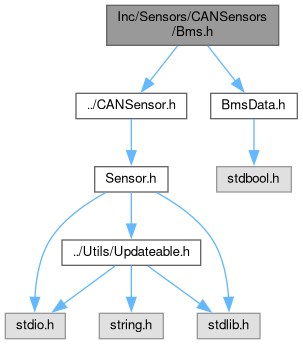 Inc/Sensors/CANSensors
/Bms.h
../CANSensor.h
BmsData.h
Sensor.h
stdbool.h
../Utils/Updateable.h
stdio.h
string.h
stdlib.h